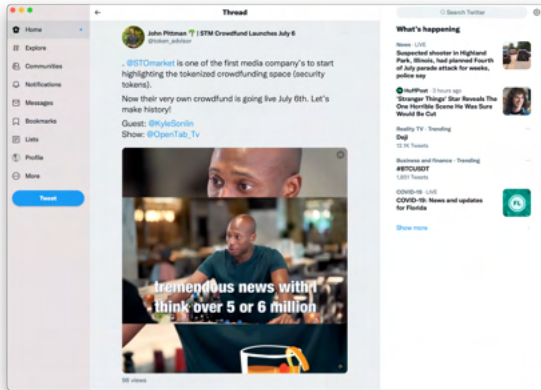 Home
Explore
Communities
Notifications
Messages
Bookmarks
Lists
Profile
More
Tweet
Thread
John Pittman | STM Crowdfund Launches July 6
@token_advisor
. @STOmarket is one of the first media company's to start
highlighting the tokenized crowdfunding space (security
tokens).
Now their very own crowdfund is going live July 6th. Let's
make history!
Guest: @KyleSonlin
Show: @OpenTab_Tv
tremendous news with I
think over 5 or 6 million
98 views
Search Twitter
What's happening
News · LIVE
Suspected shooter in Highland
Park, Illinois, had planned Fourth
of July parade attack for weeks,
police say
HuffPost · 3 hours ago
'Stranger Things' Star Reveals The
One Horrible Scene He Was Sure
Would Be Cut
Reality TV · Trending
Deji
12.1K Tweets
Business and finance · Trending
#BTCUSDT
1,851 Tweets
COVID-19 · LIVE
COVID-19: News and updates
for Florida
FL
Show more